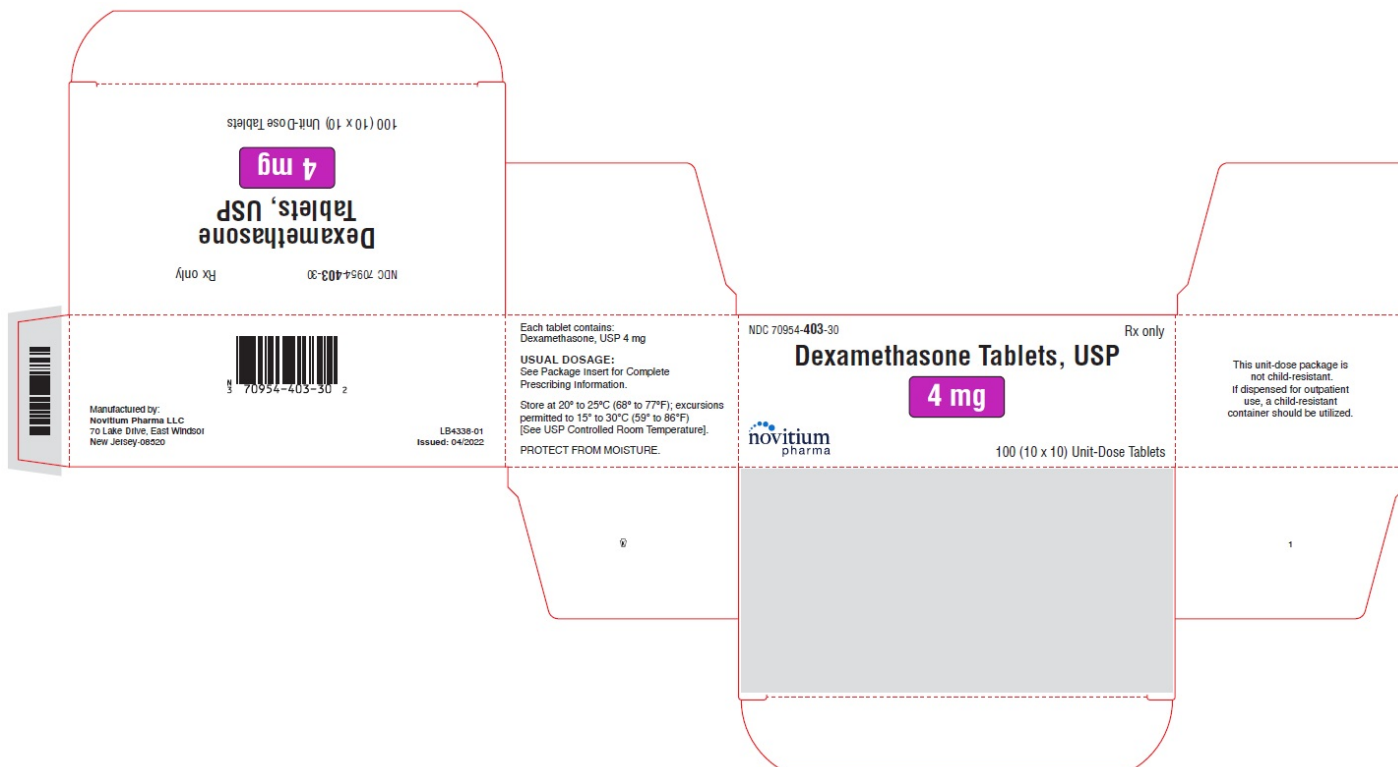 100 (10 x 10) Unit-Dose Tablets
4 mg
Dexamethasone
Tablets, USP
NDC 70954-403-30 Rx only
N
3 70954-403-30 2
Manufactured by:
Novitium Pharma LLC
70 Lake Drive, East Windsor
New Jersey-08520
LB4338-01
Issued: 04/2022
Each tablet contains:
Dexamethasone, USP 4 mg
USUAL DOSAGE:
See Package Insert for Complete
Prescribing Information.
Store at 20° to 25°C (68° to 77°F); excursions
permitted to 15° to 30°C (59° to 86°F)
[See USP Controlled Room Temperature].
PROTECT FROM MOISTURE.
NDC 70954-403-30 Rx only
Dexamethasone Tablets, USP
4 mg
novitium
pharma
100 (10 x 10) Unit-Dose Tablets
This unit-dose package is
not child-resistant.
If dispensed for outpatient
use, a child-resistant
container should be utilized.
1